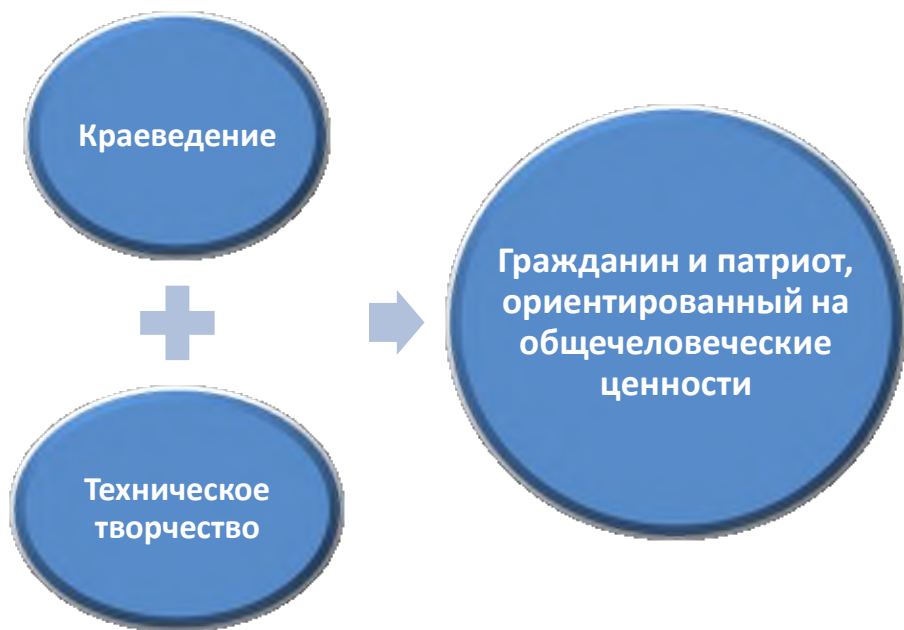 Краеведение
Техническое
творчество
Гражданин и патриот,
ориентированный на
общечеловеческие
ценности